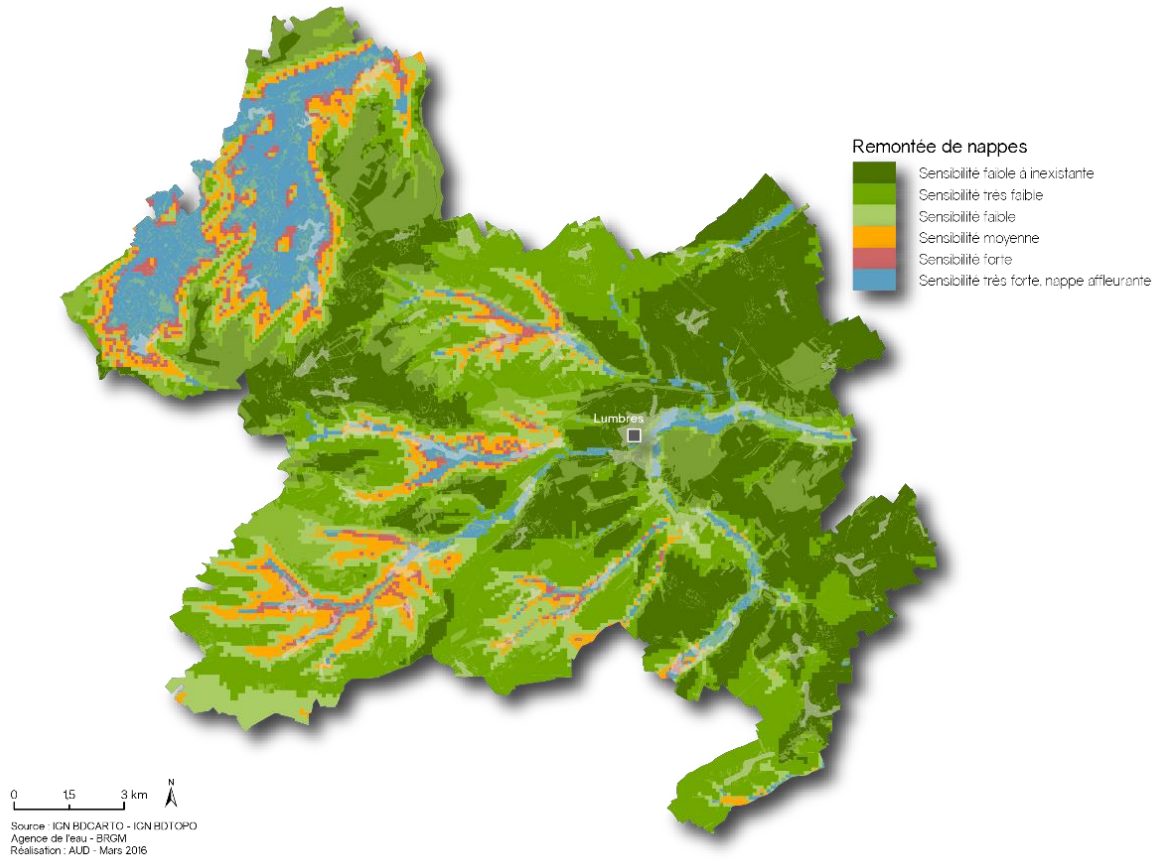 Remontée de nappes
Sensibilité faible à inexistante
Sensibilité très faible
Sensibilité faible
Sensibilité moyenne
Sensibilité forte
Sensibilité très forte, nappe affleurante
Lumbres
N
0 1,5 3 km
Source : IGN BDCARTO - IGN BDTOPO
Agence de l'eau - BRGM
Réalisation : AUD - Mars 2016